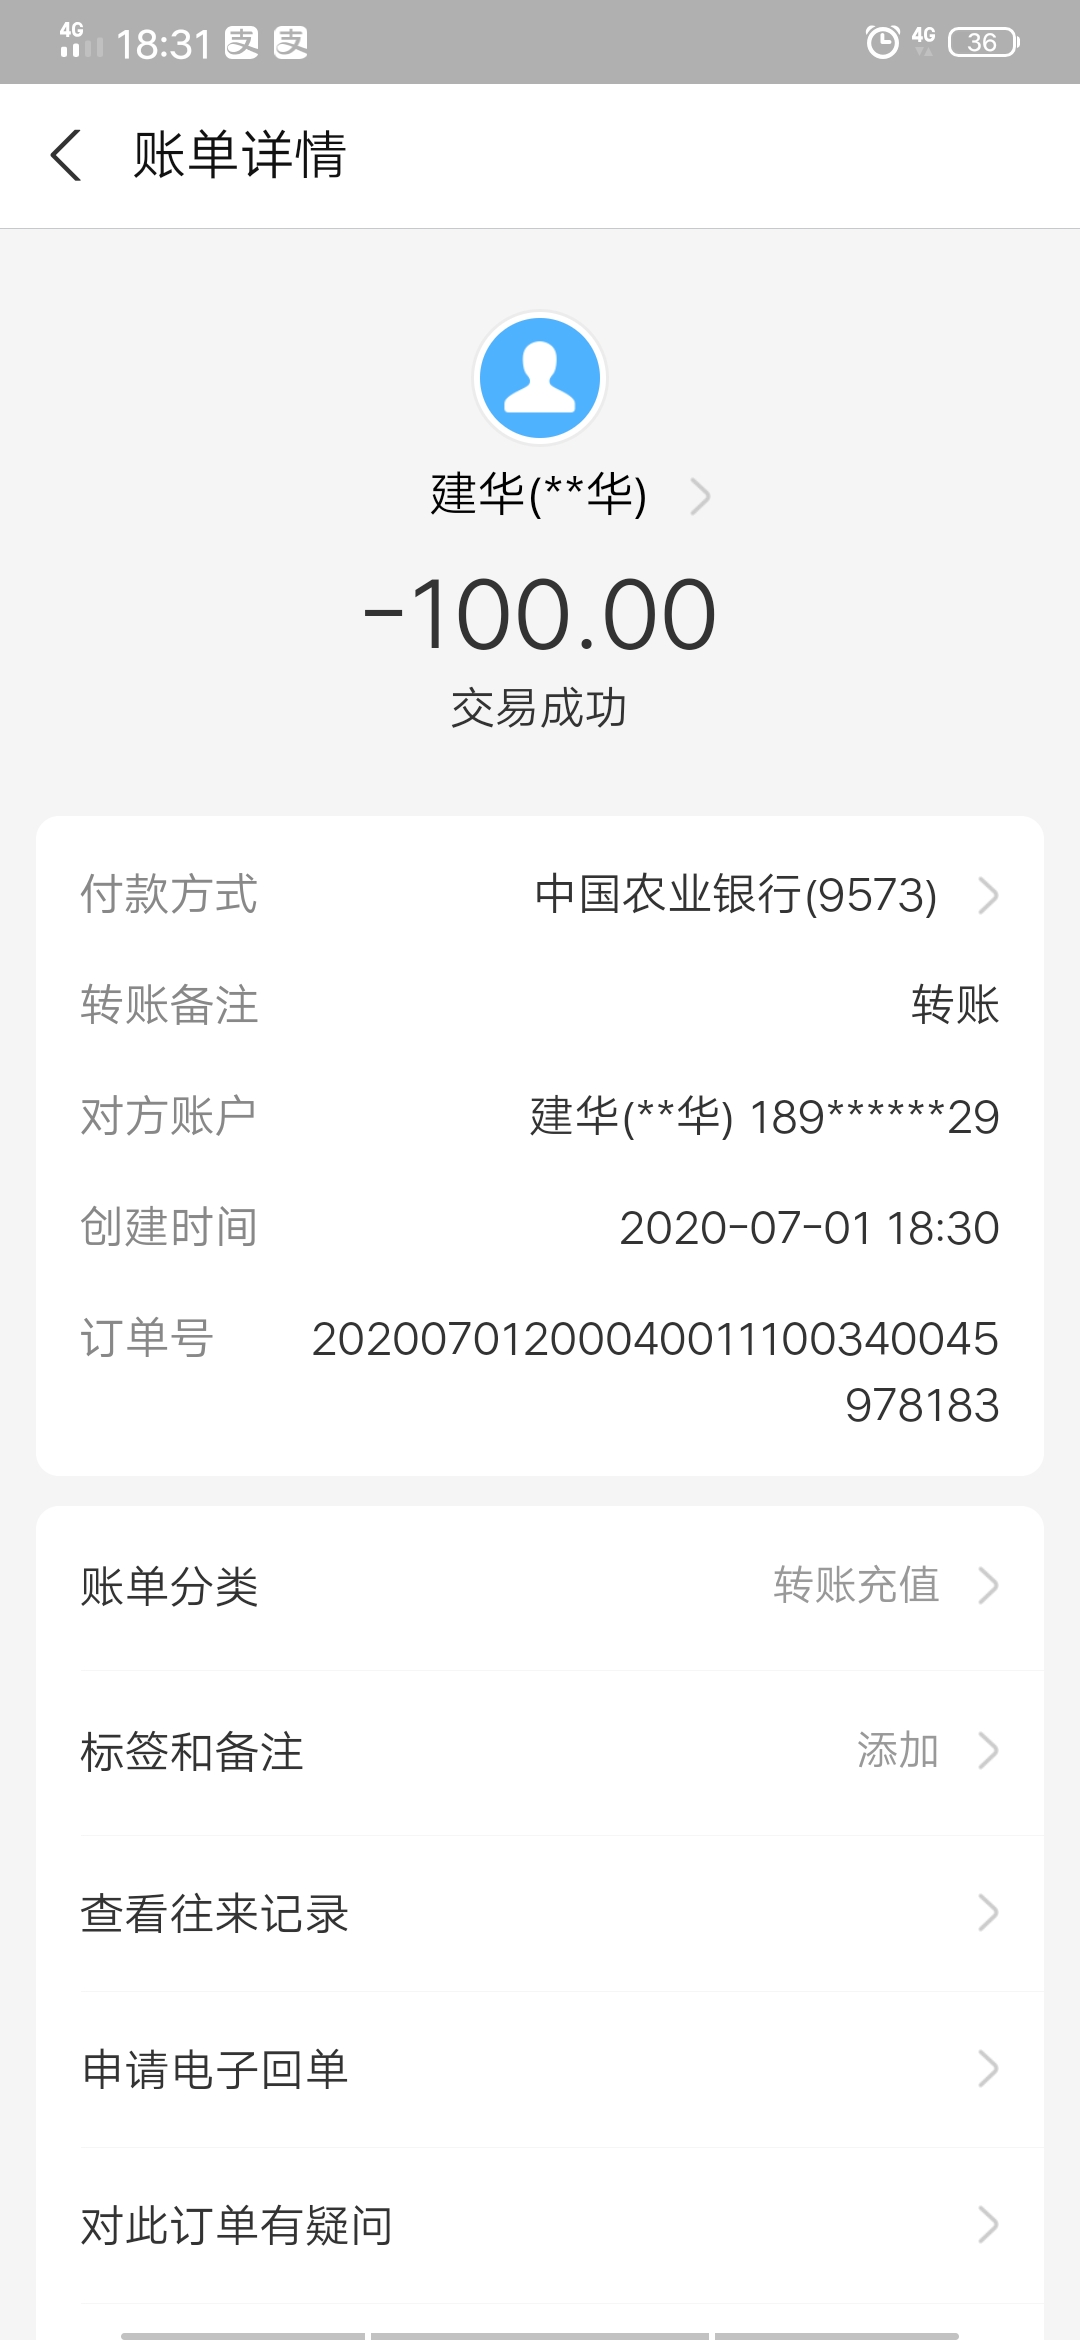 4G 18:31 支 支 4G 36
账单详情
建华(**华)
-100.00
交易成功
付款方式 中国农业银行(9573)
转账备注 转账
对方账户 建华(**华) 189******29
创建时间 2020-07-01 18:30
订单号 20200701200040011100340045
978183
账单分类 转账充值
标签和备注 添加
查看往来记录
申请电子回单
对此订单有疑问